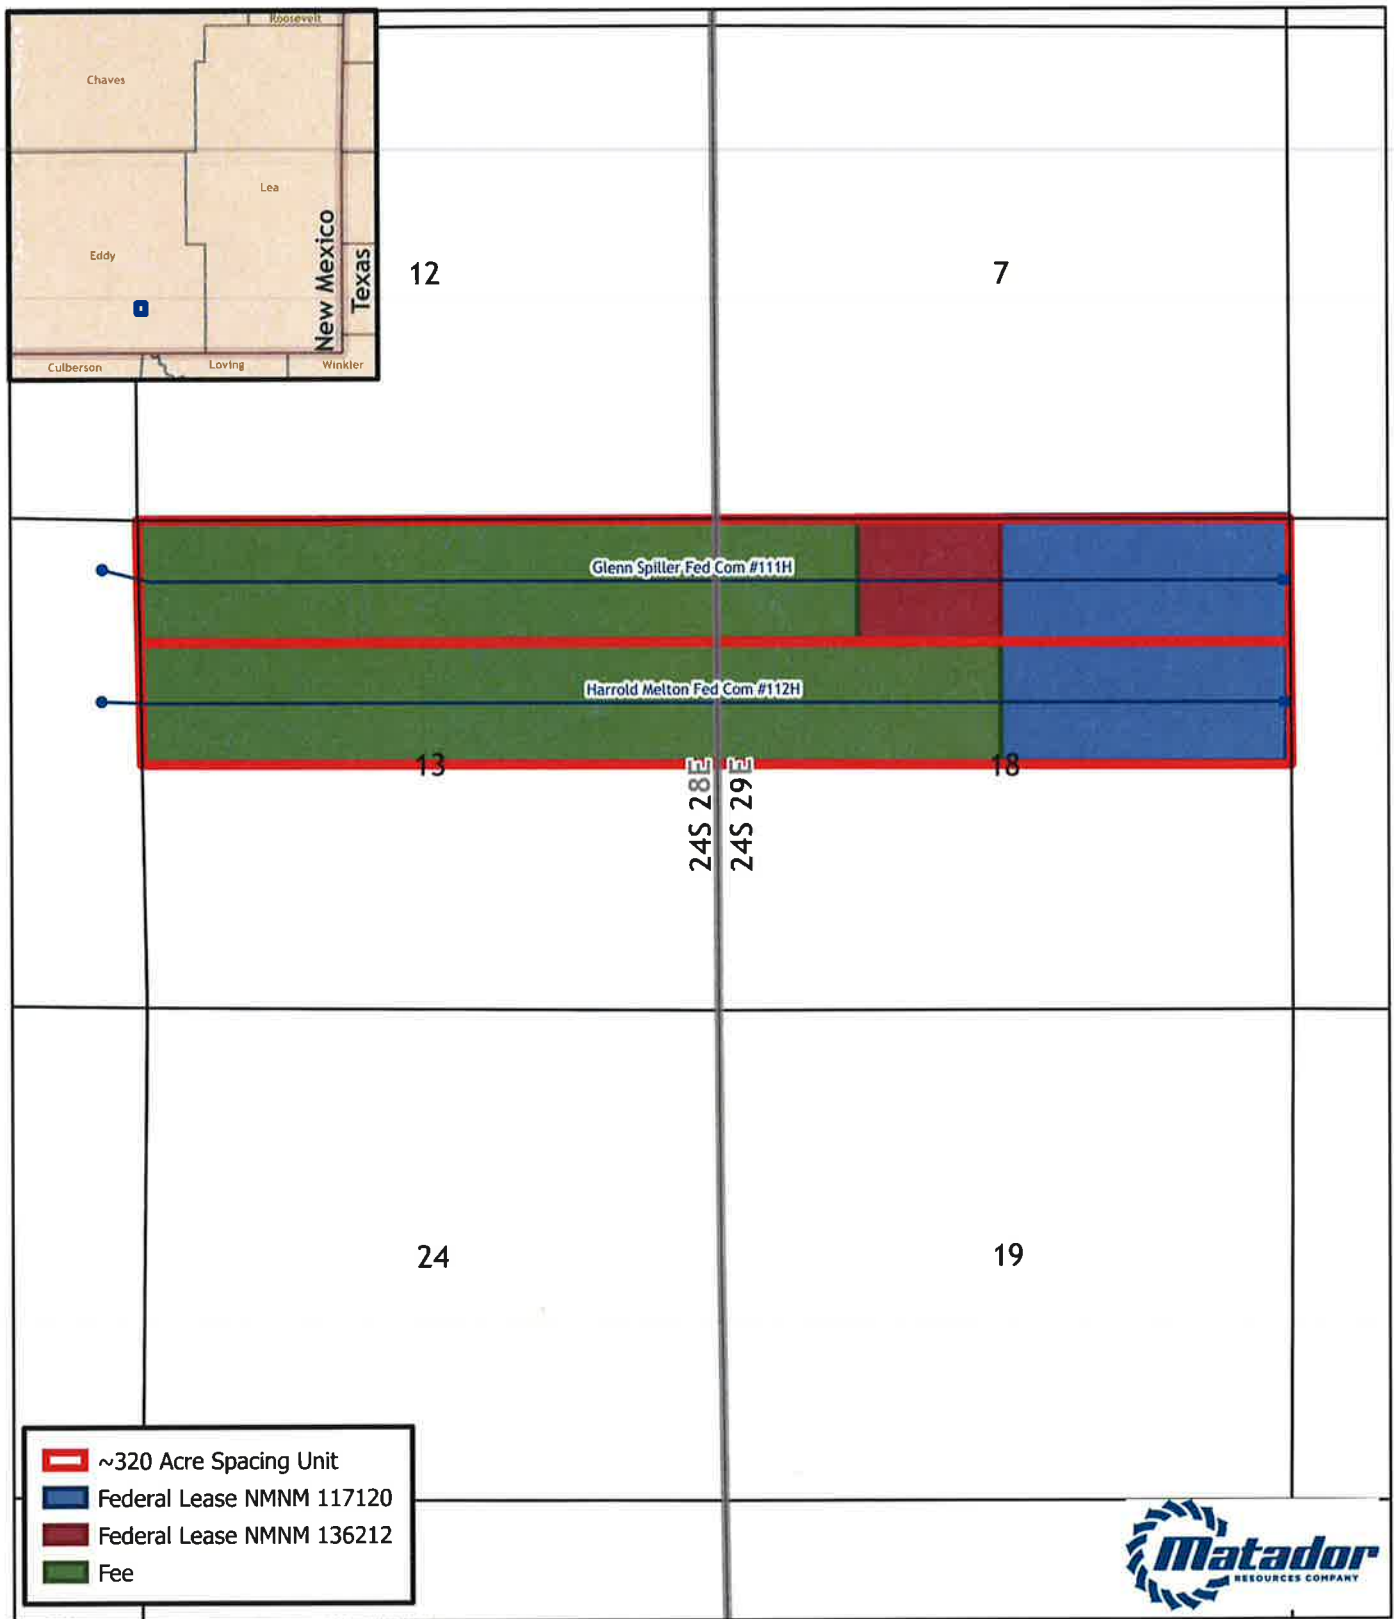 Roosevelt
Chaves
Lea
Eddy
New Mexico
Texas
Culberson
Loving
Winkler
12
7
Glenn Spiller Fed Com #111H
Harrold Melton Fed Com #112H
13
18
24S 28E
24S 29E
24
19
~320 Acre Spacing Unit
Federal Lease NMNM 117120
Federal Lease NMNM 136212
Fee
Matador
RESOURCES COMPANY